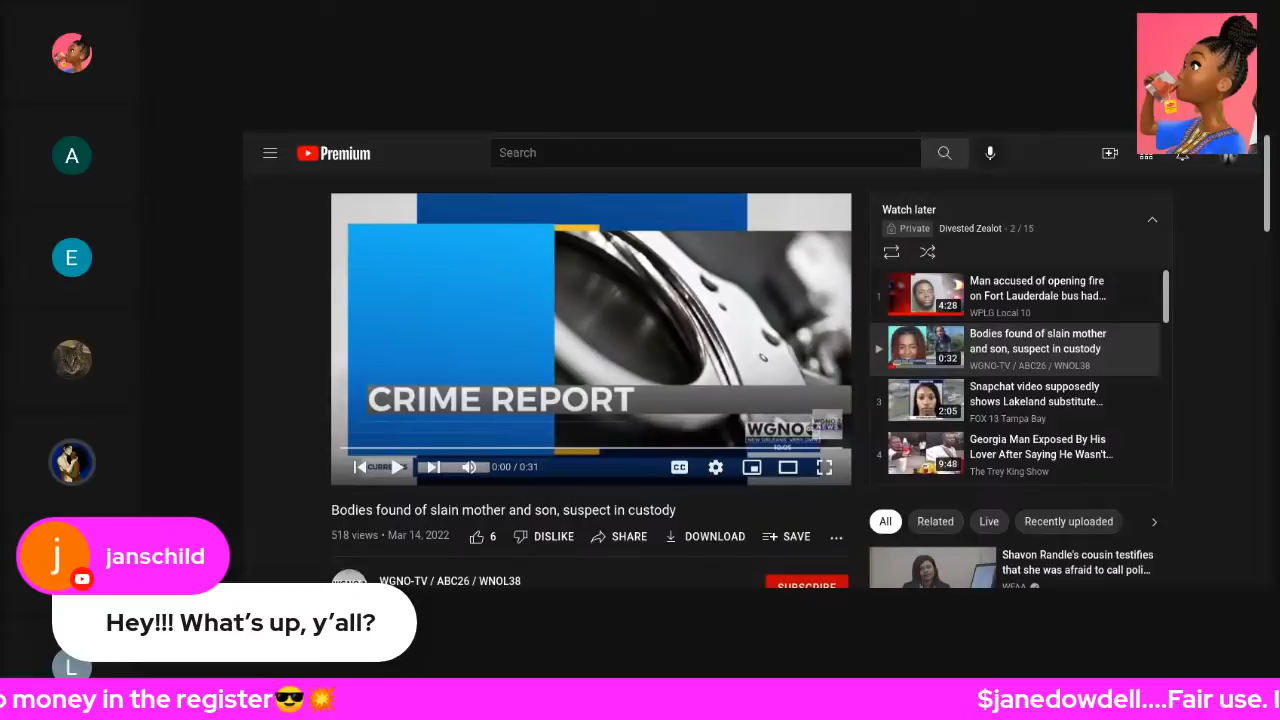 A
E
L
Premium
Search
CRIME REPORT
WGNO
0:00 / 0:31
CC
Bodies found of slain mother and son, suspect in custody
518 views • Mar 14, 2022
6
DISLIKE
SHARE
DOWNLOAD
SAVE
WGNO-TV / ABC26 / WNOL38
SUBSCRIBE
Watch later
Private
Divested Zealot - 2 / 15
1
4:28
Man accused of opening fire
on Fort Lauderdale bus had...
WPLG Local 10
0:32
Bodies found of slain mother
and son, suspect in custody
WGNO-TV / ABC26 / WNOL38
3
2:05
Snapchat video supposedly
shows Lakeland substitute...
FOX 13 Tampa Bay
4
9:48
Georgia Man Exposed By His
Lover After Saying He Wasn't...
The Trey King Show
All
Related
Live
Recently uploaded
Shavon Randle's cousin testifies
that she was afraid to call poli...
WFAA
j
janschild
Hey!!! What's up, y'all?
money in the register😎💥
$janedowdell....Fair use.